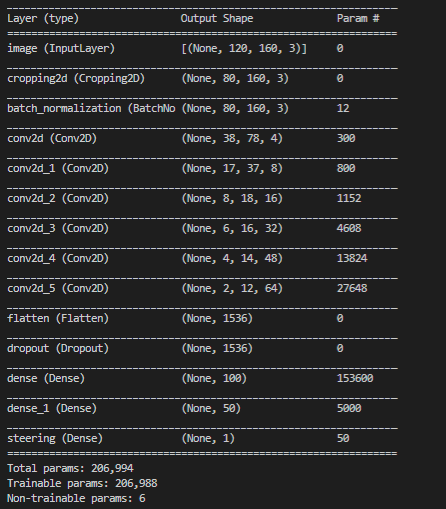 Layer (type) Output Shape Param #
image (InputLayer) [(None, 120, 160, 3)] 0
cropping2d (Cropping2D) (None, 80, 160, 3) 0
batch_normalization (BatchNo (None, 80, 160, 3) 12
conv2d (Conv2D) (None, 38, 78, 4) 300
conv2d_1 (Conv2D) (None, 17, 37, 8) 800
conv2d_2 (Conv2D) (None, 8, 18, 16) 1152
conv2d_3 (Conv2D) (None, 6, 16, 32) 4608
conv2d_4 (Conv2D) (None, 4, 14, 48) 13824
conv2d_5 (Conv2D) (None, 2, 12, 64) 27648
flatten (Flatten) (None, 1536) 0
dropout (Dropout) (None, 1536) 0
dense (Dense) (None, 100) 153600
dense_1 (Dense) (None, 50) 5000
steering (Dense) (None, 1) 50
Total params: 206,994
Trainable params: 206,988
Non-trainable params: 6